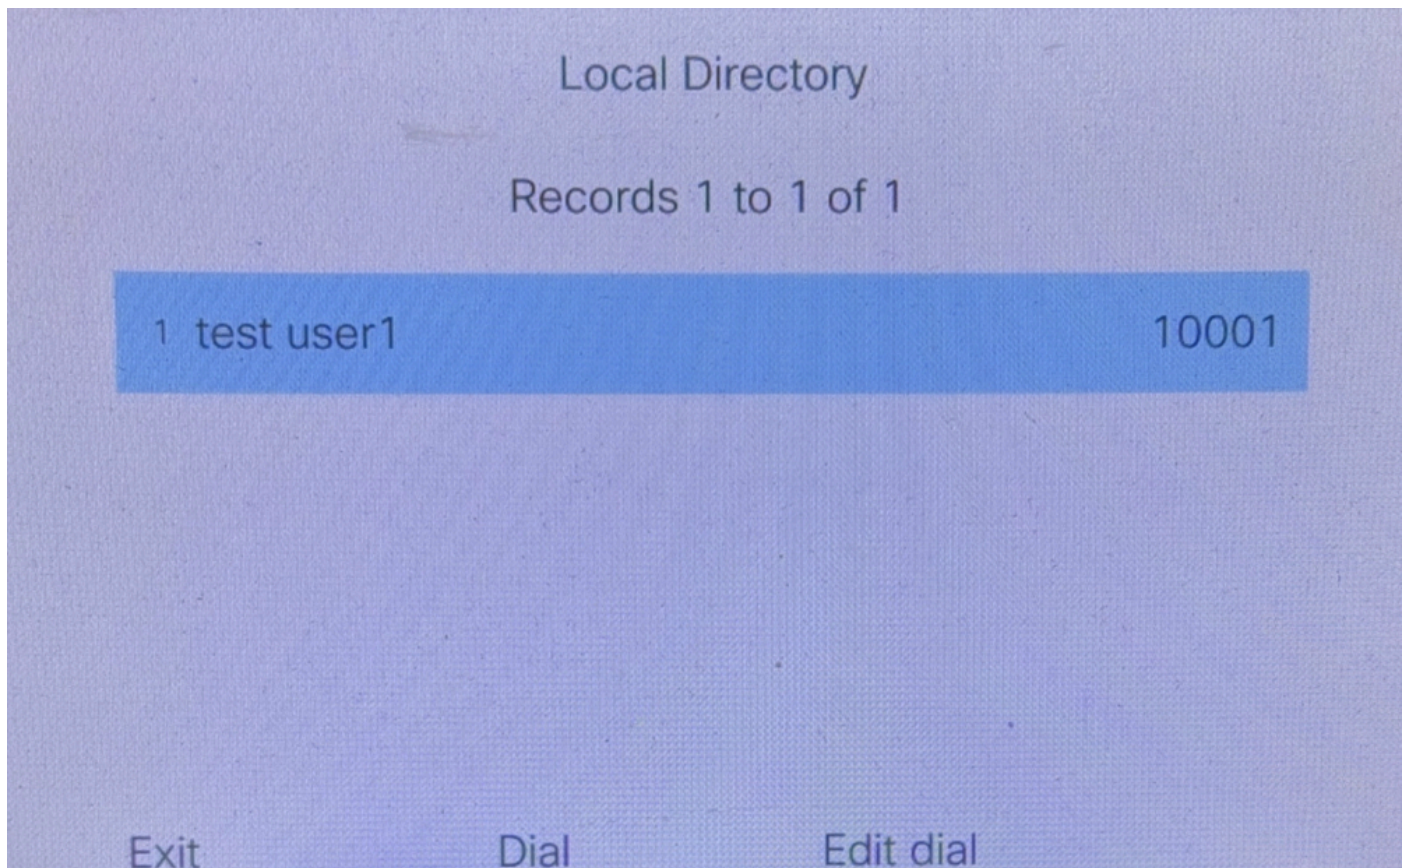 Local Directory
Records 1 to 1 of 1
1 test user1 10001
Exit Dial Edit dial